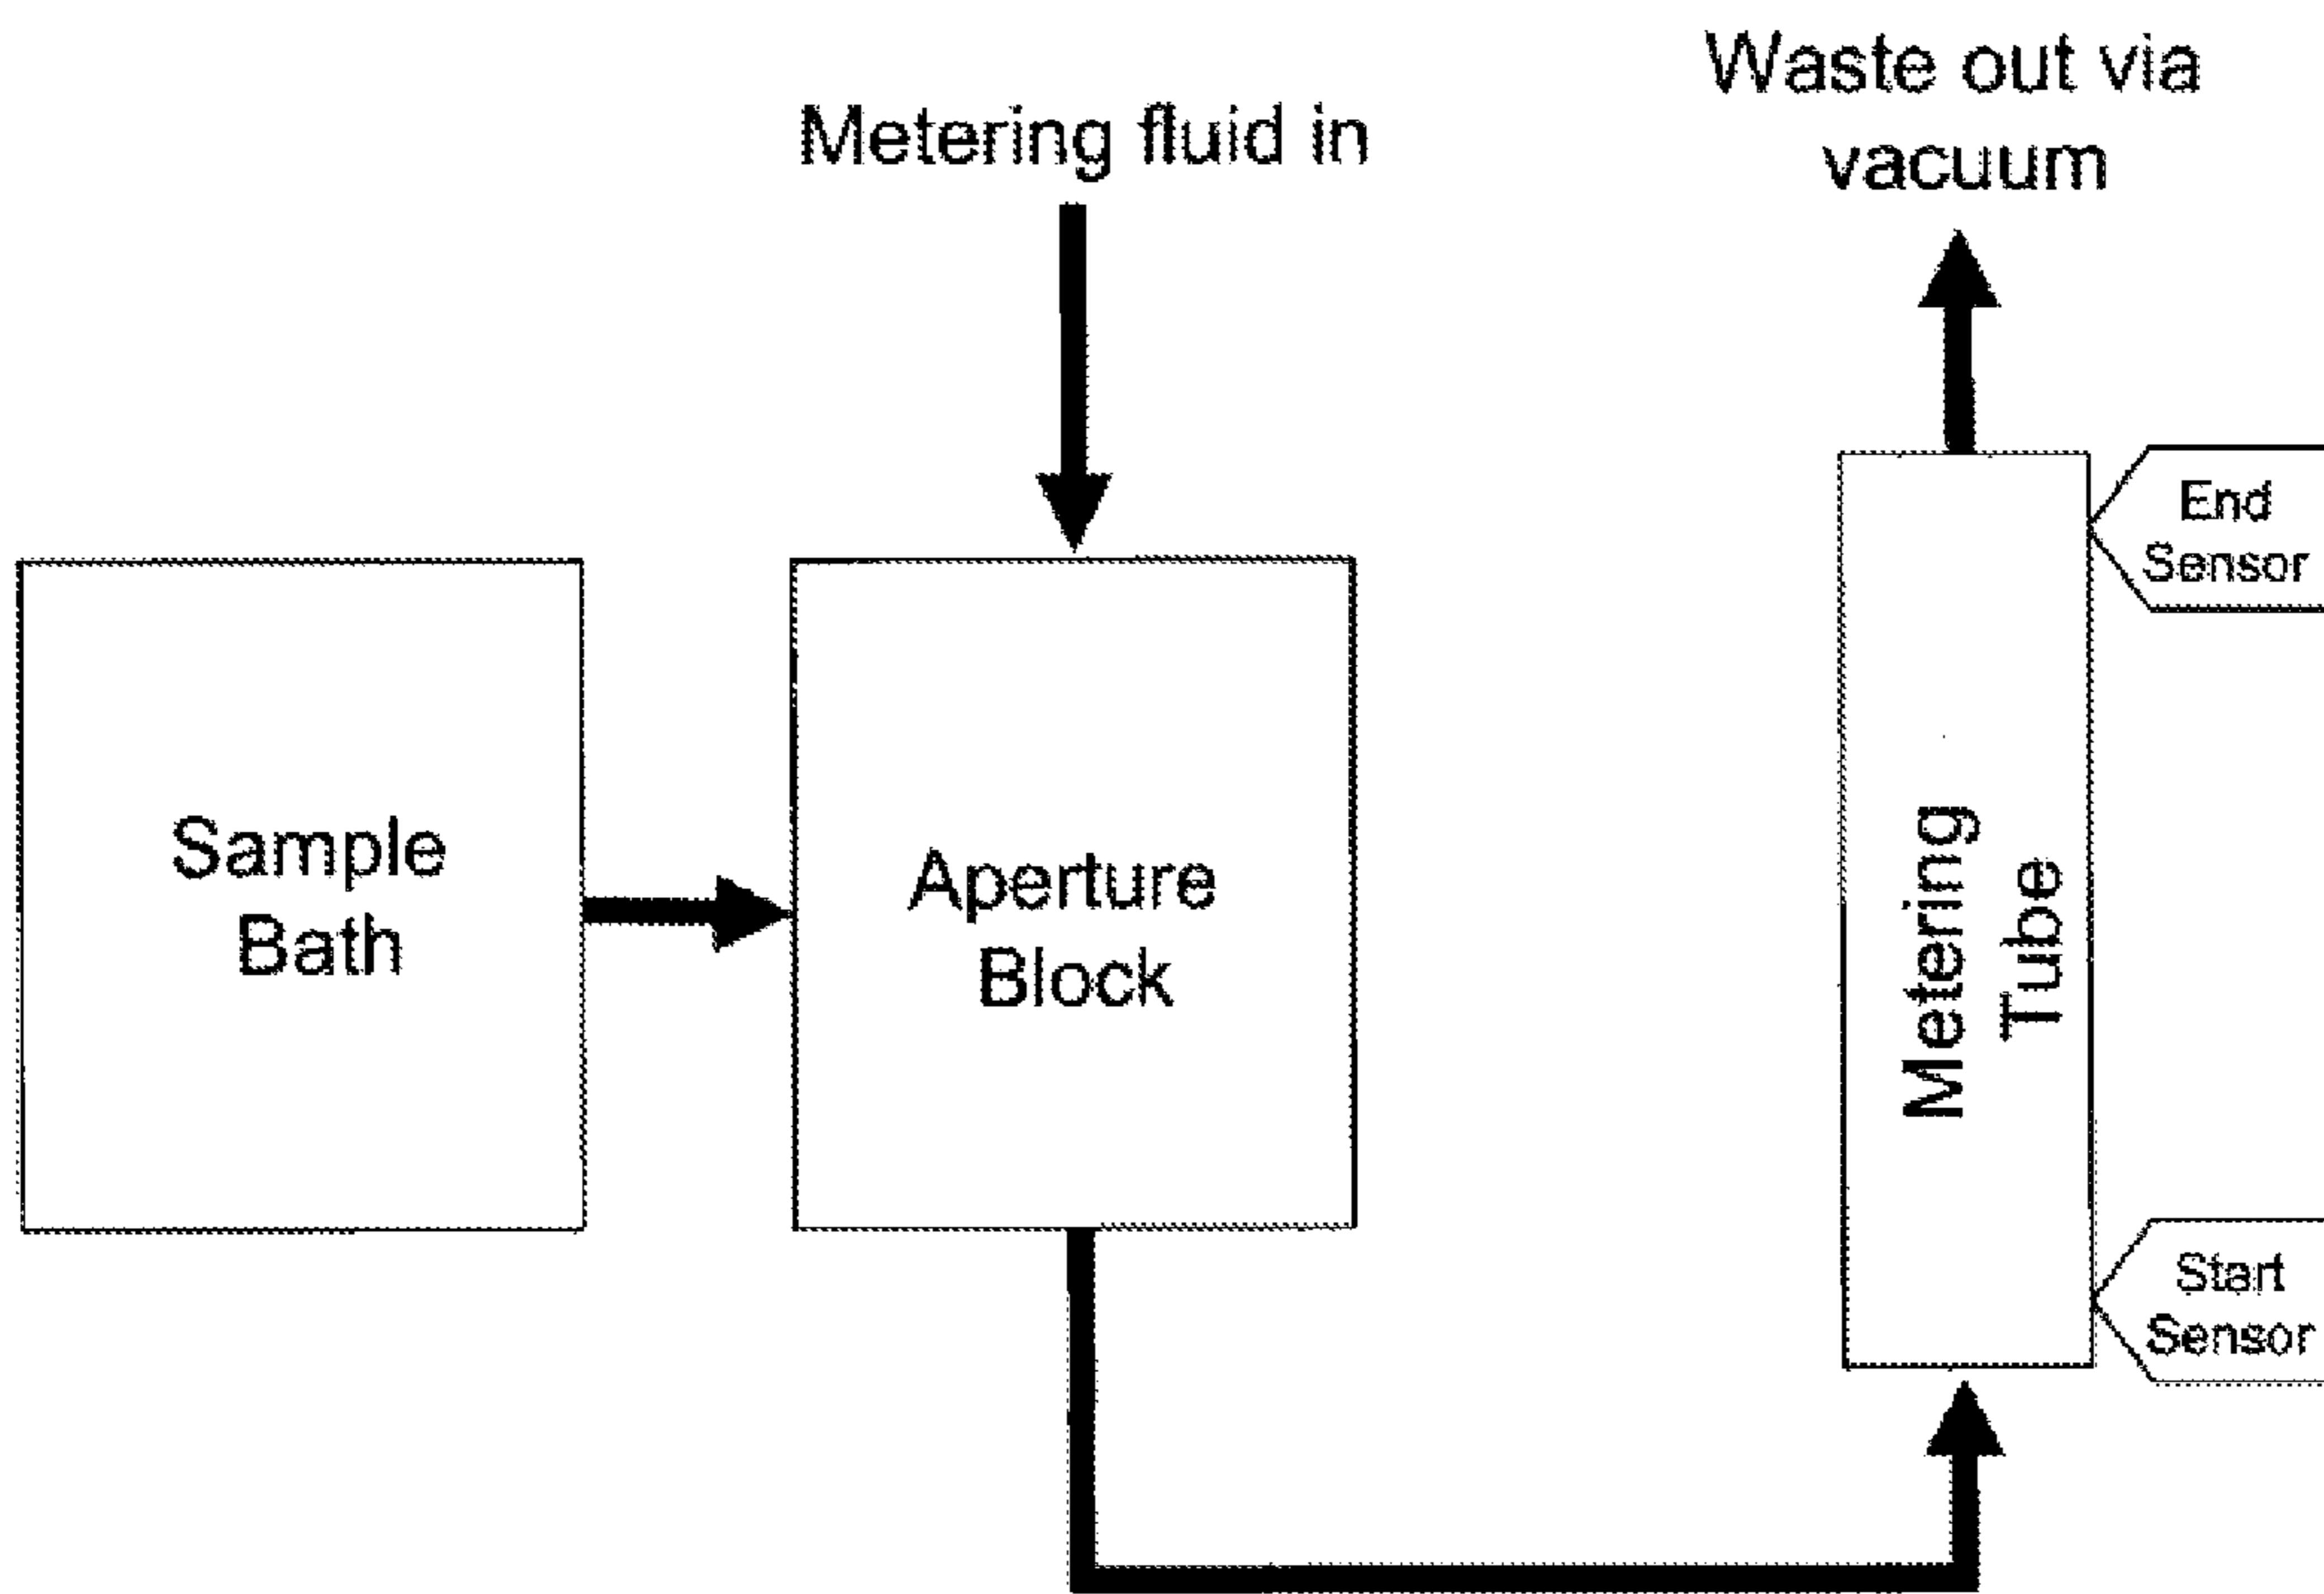 Waste out via
vacuum
Metering fluid in
End
Sensor
Sample
Bath
Aperture
Block
Metering
Tube
Start
Sensor